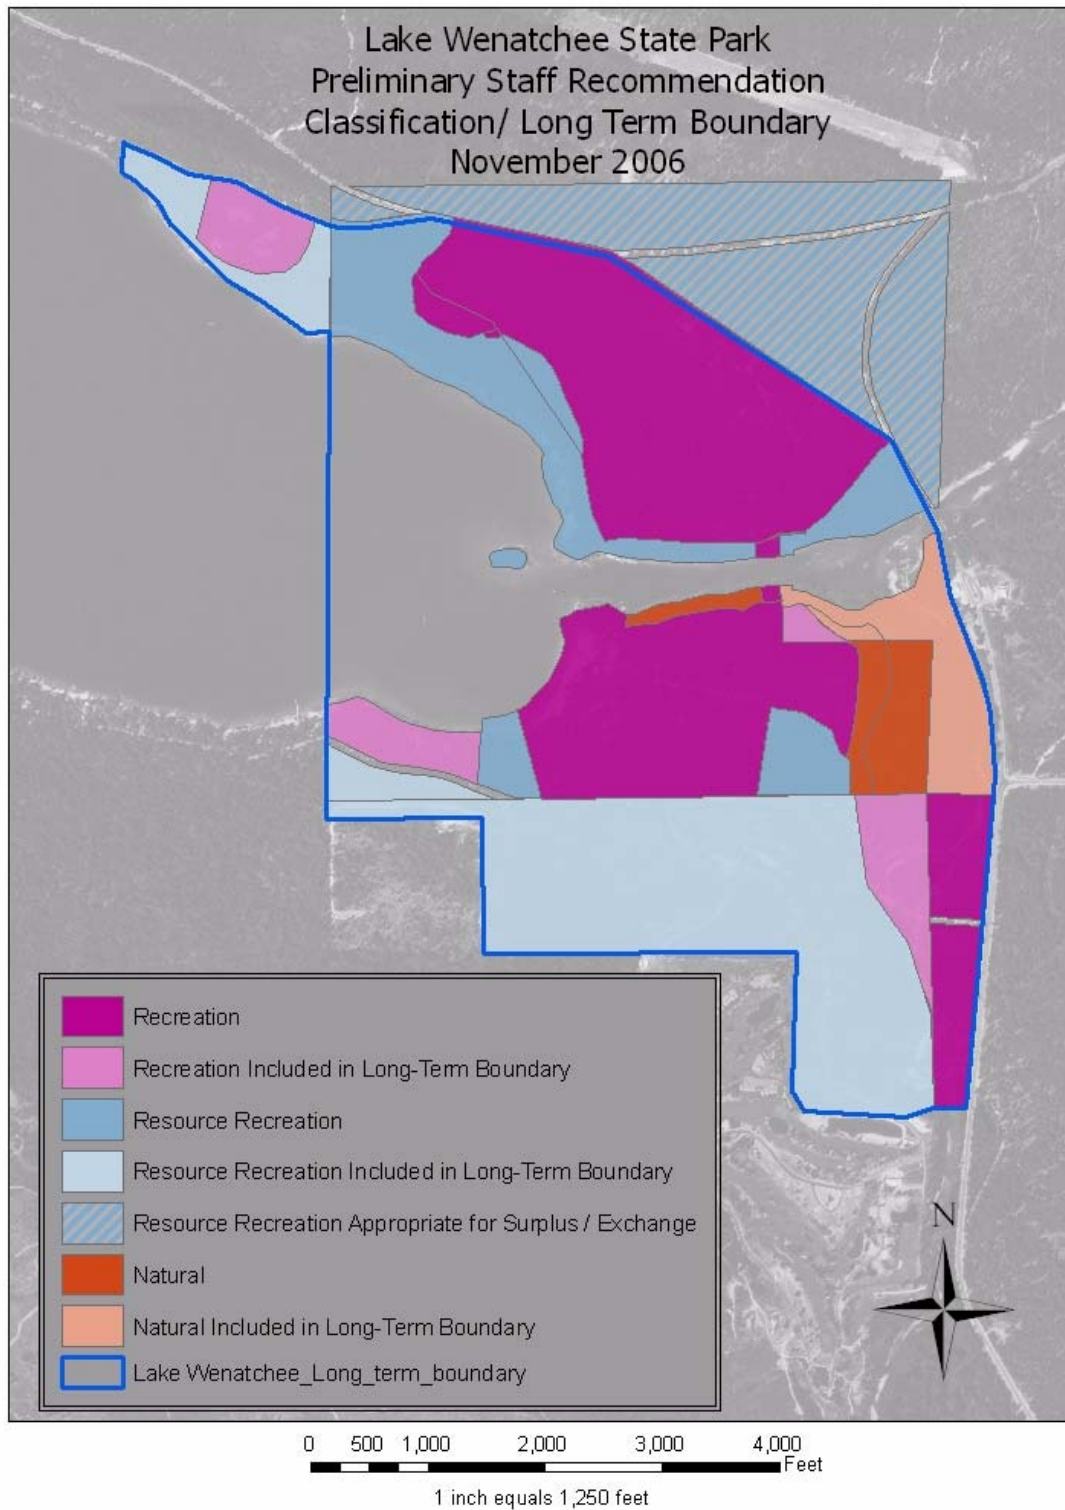 Lake Wenatchee State Park
Preliminary Staff Recommendation
Classification/ Long Term Boundary
November 2006
Recreation
Recreation Included in Long-Term Boundary
Resource Recreation
Resource Recreation Included in Long-Term Boundary
Resource Recreation Appropriate for Surplus / Exchange
Natural
Natural Included in Long-Term Boundary
Lake Wenatchee_Long_term_boundary
N
0 500 1,000 2,000 3,000 4,000
Feet
1 inch equals 1,250 feet